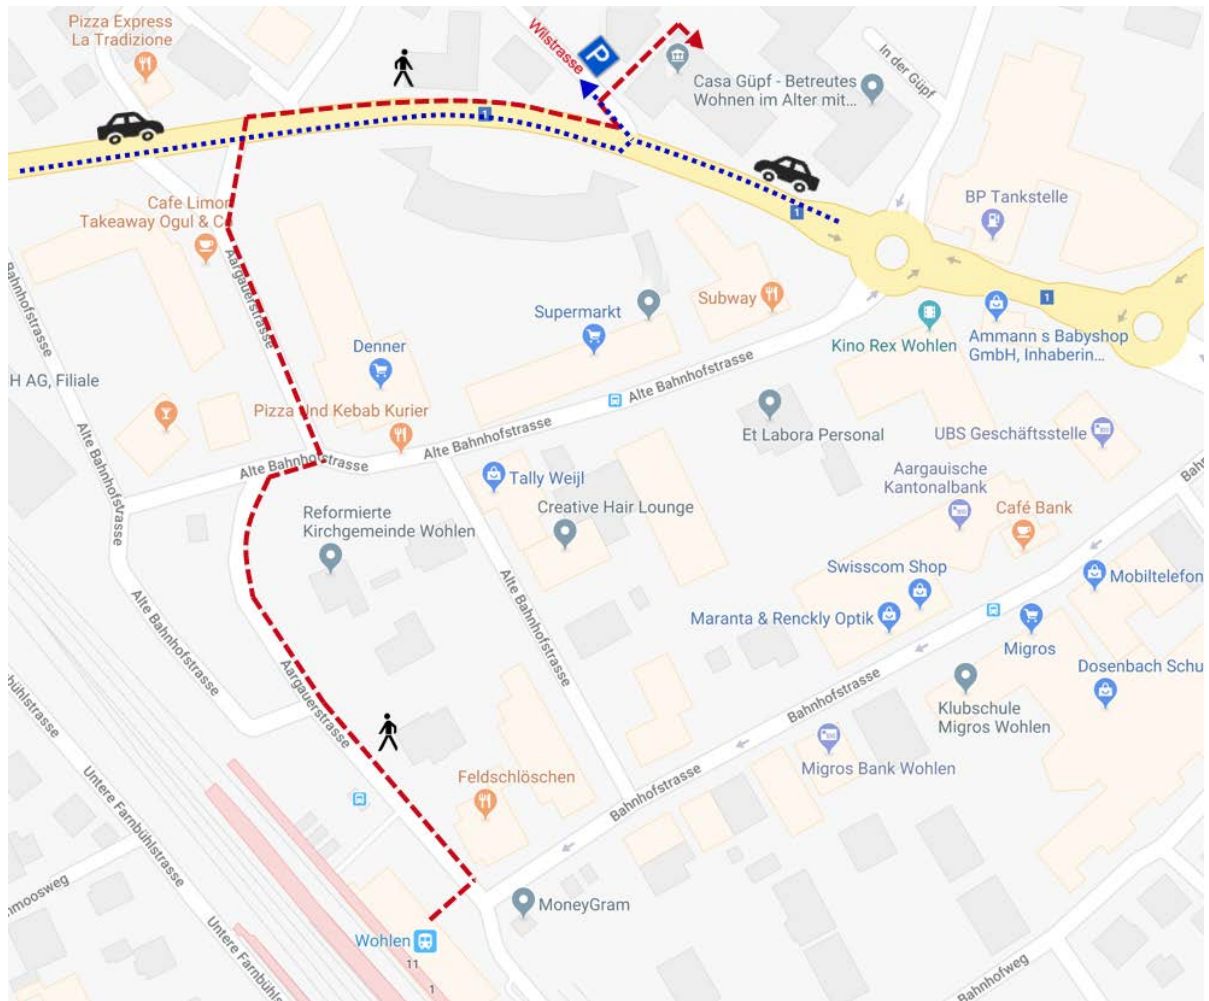 Pizza Express
La Tradizione
Wilstrasse
P
In der Güpf
Casa Güpf - Betreutes
Wohnen im Alter mit...
1
BP Tankstelle
1
Cafe Limor
Takeaway Ogul & Co
Aargauerstrasse
Bahnhofstrasse
Subway
Supermarkt
1
Kino Rex Wohlen
Ammann s Babyshop
GmbH, Inhaberin...
Denner
H AG, Filiale
Alte Bahnhofstrasse
Pizza Und Kebab Kurier
Alte Bahnhofstrasse
Alte Bahnhofstrasse
Alte Bahnhofstrasse
Et Labora Personal
UBS Geschäftsstelle
Tally Weijl
Aargauische
Kantonalbank
Creative Hair Lounge
Café Bank
Reformierte
Kirchgemeinde Wohlen
Swisscom Shop
Mobiltelefon
Maranta & Renckly Optik
Migros
Alte Bahnhofstrasse
Alte Bahnhofstrasse
Dosenbach Schu
Aargauerstrasse
Bahnhofstrasse
Klubschule
Migros Wohlen
Migros Bank Wohlen
Feldschlöschen
Bahnhofstrasse
Untere Farnbühlstrasse
MoneyGram
Wohlen
11
1
Untere Farnbühls
Bahnhofweg